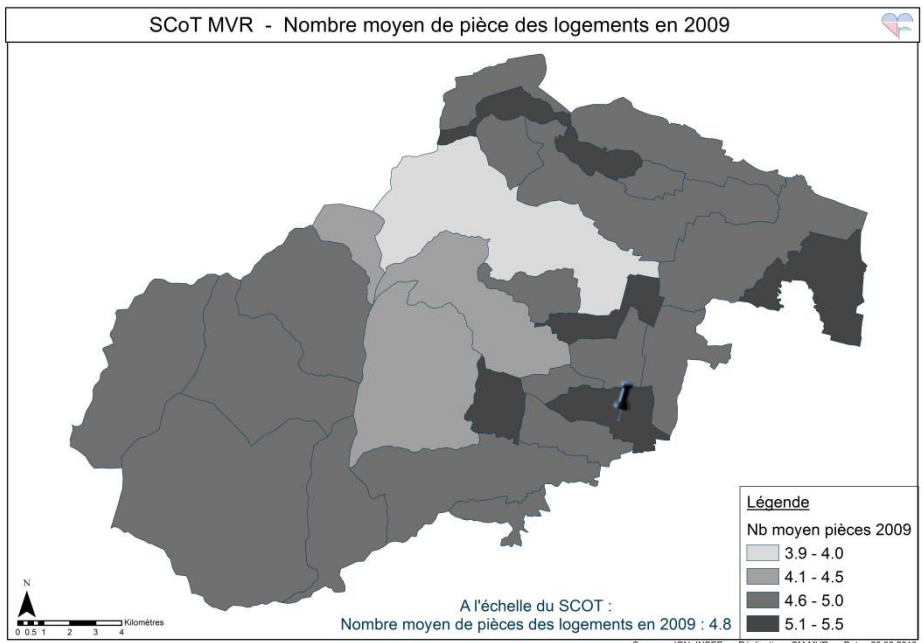 SCoT MVR - Nombre moyen de pièce des logements en 2009
Légende
Nb moyen pièces 2009
3.9 - 4.0
4.1 - 4.5
4.6 - 5.0
5.1 - 5.5
N
0 0.5 1 2 3 4 Kilomètres
A l'échelle du SCOT :
Nombre moyen de pièces des logements en 2009 : 4.8